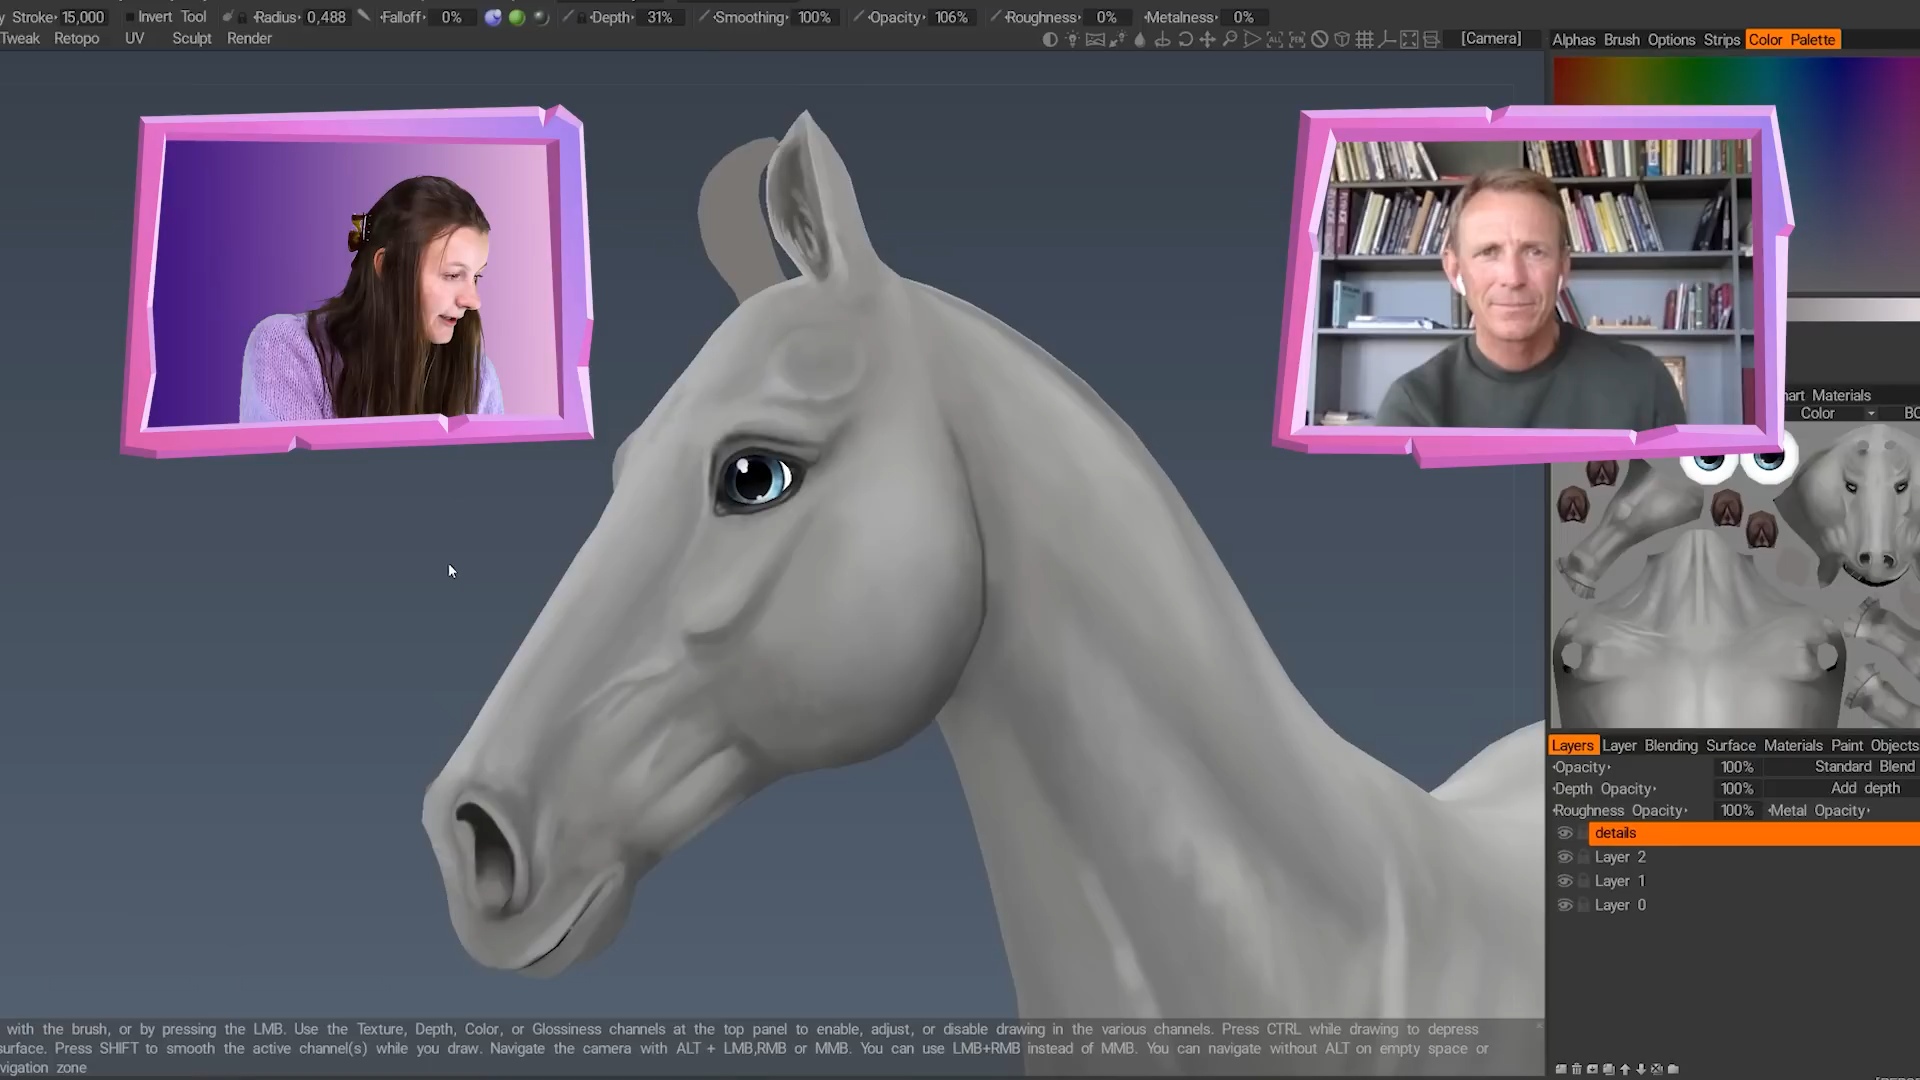 Stroke 15,000 Invert Tool Radius 0,488 Falloff 0% Depth 31% Smoothing 100% Opacity 106% Roughness 0% Metalness 0%
Tweak Retopo UV Sculpt Render [Camera]
Alphas Brush Options Strips Color Palette
Materials
Color
Layers Layer Blending Surface Materials Paint Objects
Opacity 100% Standard Blend
Depth Opacity 100% Add depth
Roughness Opacity 100% Metal Opacity
details
Layer 2
Layer 1
Layer 0
with the brush, or by pressing the LMB. Use the Texture, Depth, Color, or Glossiness channels at the top panel to enable, adjust, or disable drawing in the various channels. Press CTRL while drawing to depress
surface. Press SHIFT to smooth the active channel(s) while you draw. Navigate the camera with ALT + LMB,RMB or MMB. You can use LMB+RMB instead of MMB. You can navigate without ALT on empty space or
vigation zone